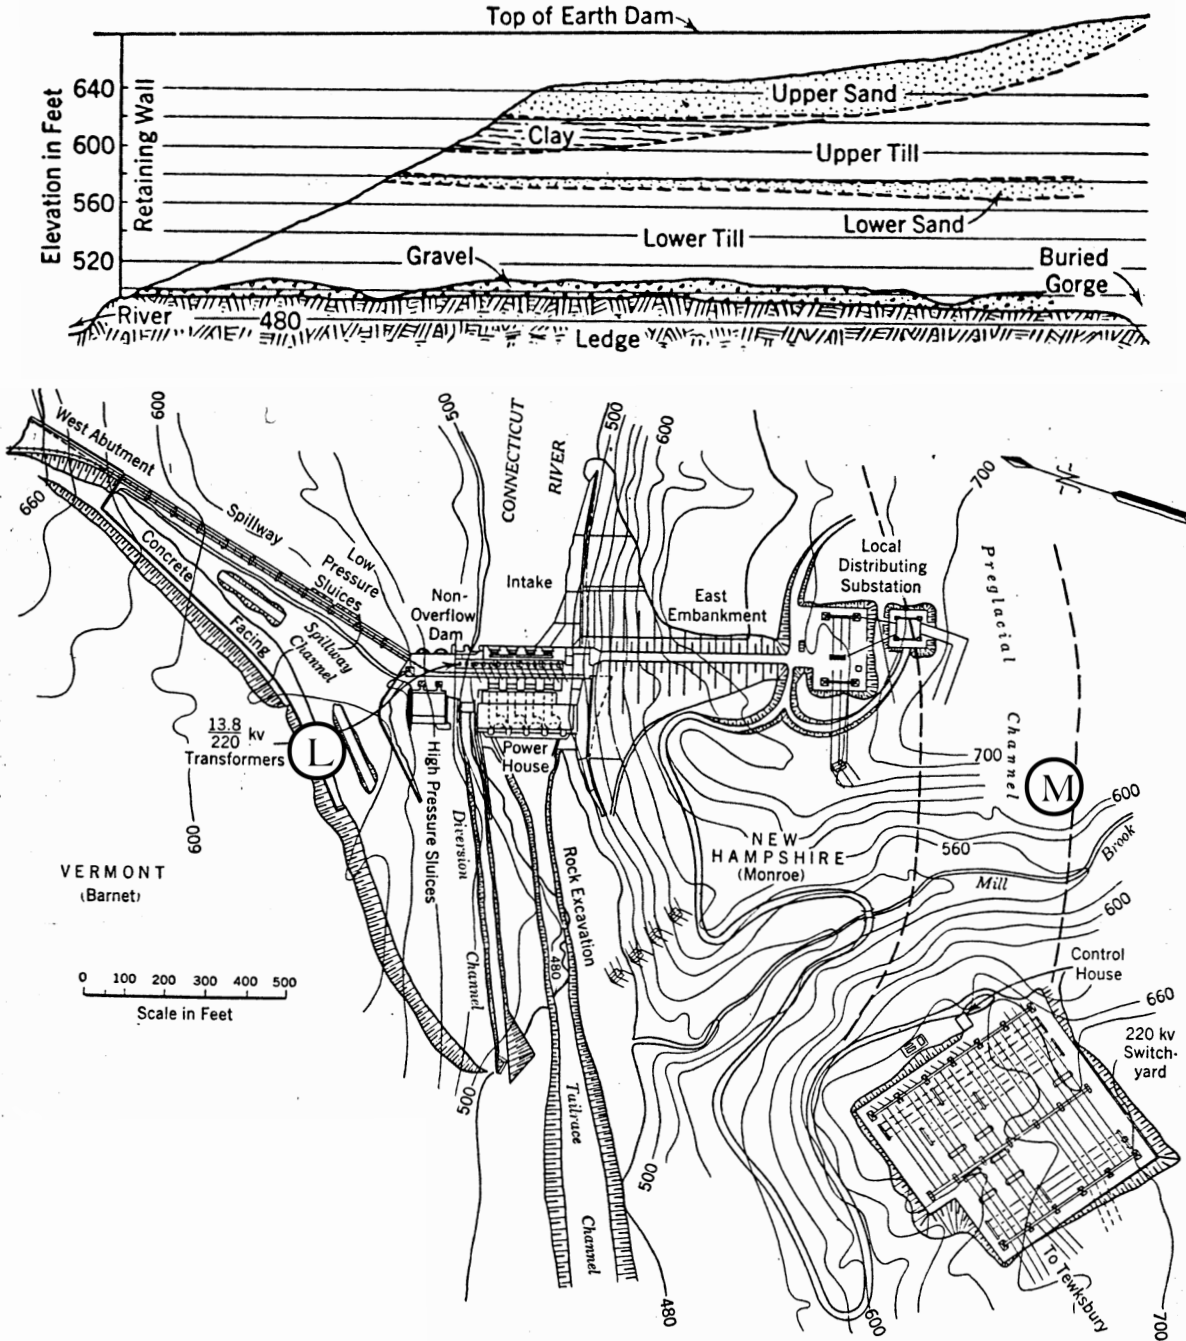 Top of Earth Dam
Elevation in Feet
Retaining Wall
640
600
560
520
Upper Sand
Clay
Upper Till
Lower Sand
Lower Till
Gravel
Buried
Gorge
River
480
Ledge
West Abutment
600
500
CONNECTICUT
RIVER
500
600
700
N
660
Spillway
Concrete
Facing
Low
Pressure
Sluices
Spillway
Channel
Non-
Overflow
Dam
Intake
East
Embankment
Local
Distributing
Substation
Preglacial
Channel
13.8
220 kv
Transformers
L
M
High Pressure Sluices
Power
House
Diversion
Channel
Rock Excavation
480
700
600
NEW
HAMPSHIRE
(Monroe)
560
Mill
Brook
600
600
VERMONT
(Barnet)
0 100 200 300 400 500
Scale in Feet
Control
House
660
220 kv
Switch-
yard
500
Tailrace
Channel
500
480
600
To Tewksbury
700